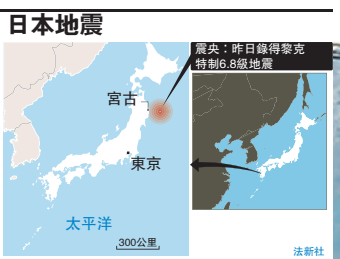 日本地震
震央：昨日錄得黎克
特制6.8級地震
宮古
東京
太平洋
300公里
法新社